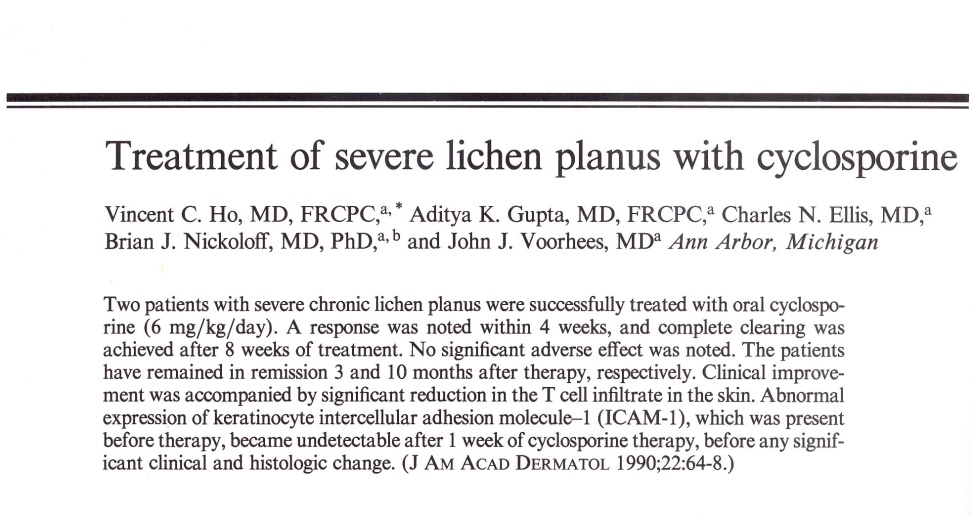 Treatment of severe lichen planus with cyclosporine
Vincent C. Ho, MD, FRCPC,a,* Aditya K. Gupta, MD, FRCPC,a Charles N. Ellis, MD,a
Brian J. Nickoloff, MD, PhD,a,b and John J. Voorhees, MDa Ann Arbor, Michigan
Two patients with severe chronic lichen planus were successfully treated with oral cyclospo-
rine (6 mg/kg/day). A response was noted within 4 weeks, and complete clearing was
achieved after 8 weeks of treatment. No significant adverse effect was noted. The patients
have remained in remission 3 and 10 months after therapy, respectively. Clinical improve-
ment was accompanied by significant reduction in the T cell infiltrate in the skin. Abnormal
expression of keratinocyte intercellular adhesion molecule–1 (ICAM-1), which was present
before therapy, became undetectable after 1 week of cyclosporine therapy, before any signif-
icant clinical and histologic change. (J AM ACAD DERMATOL 1990;22:64-8.)